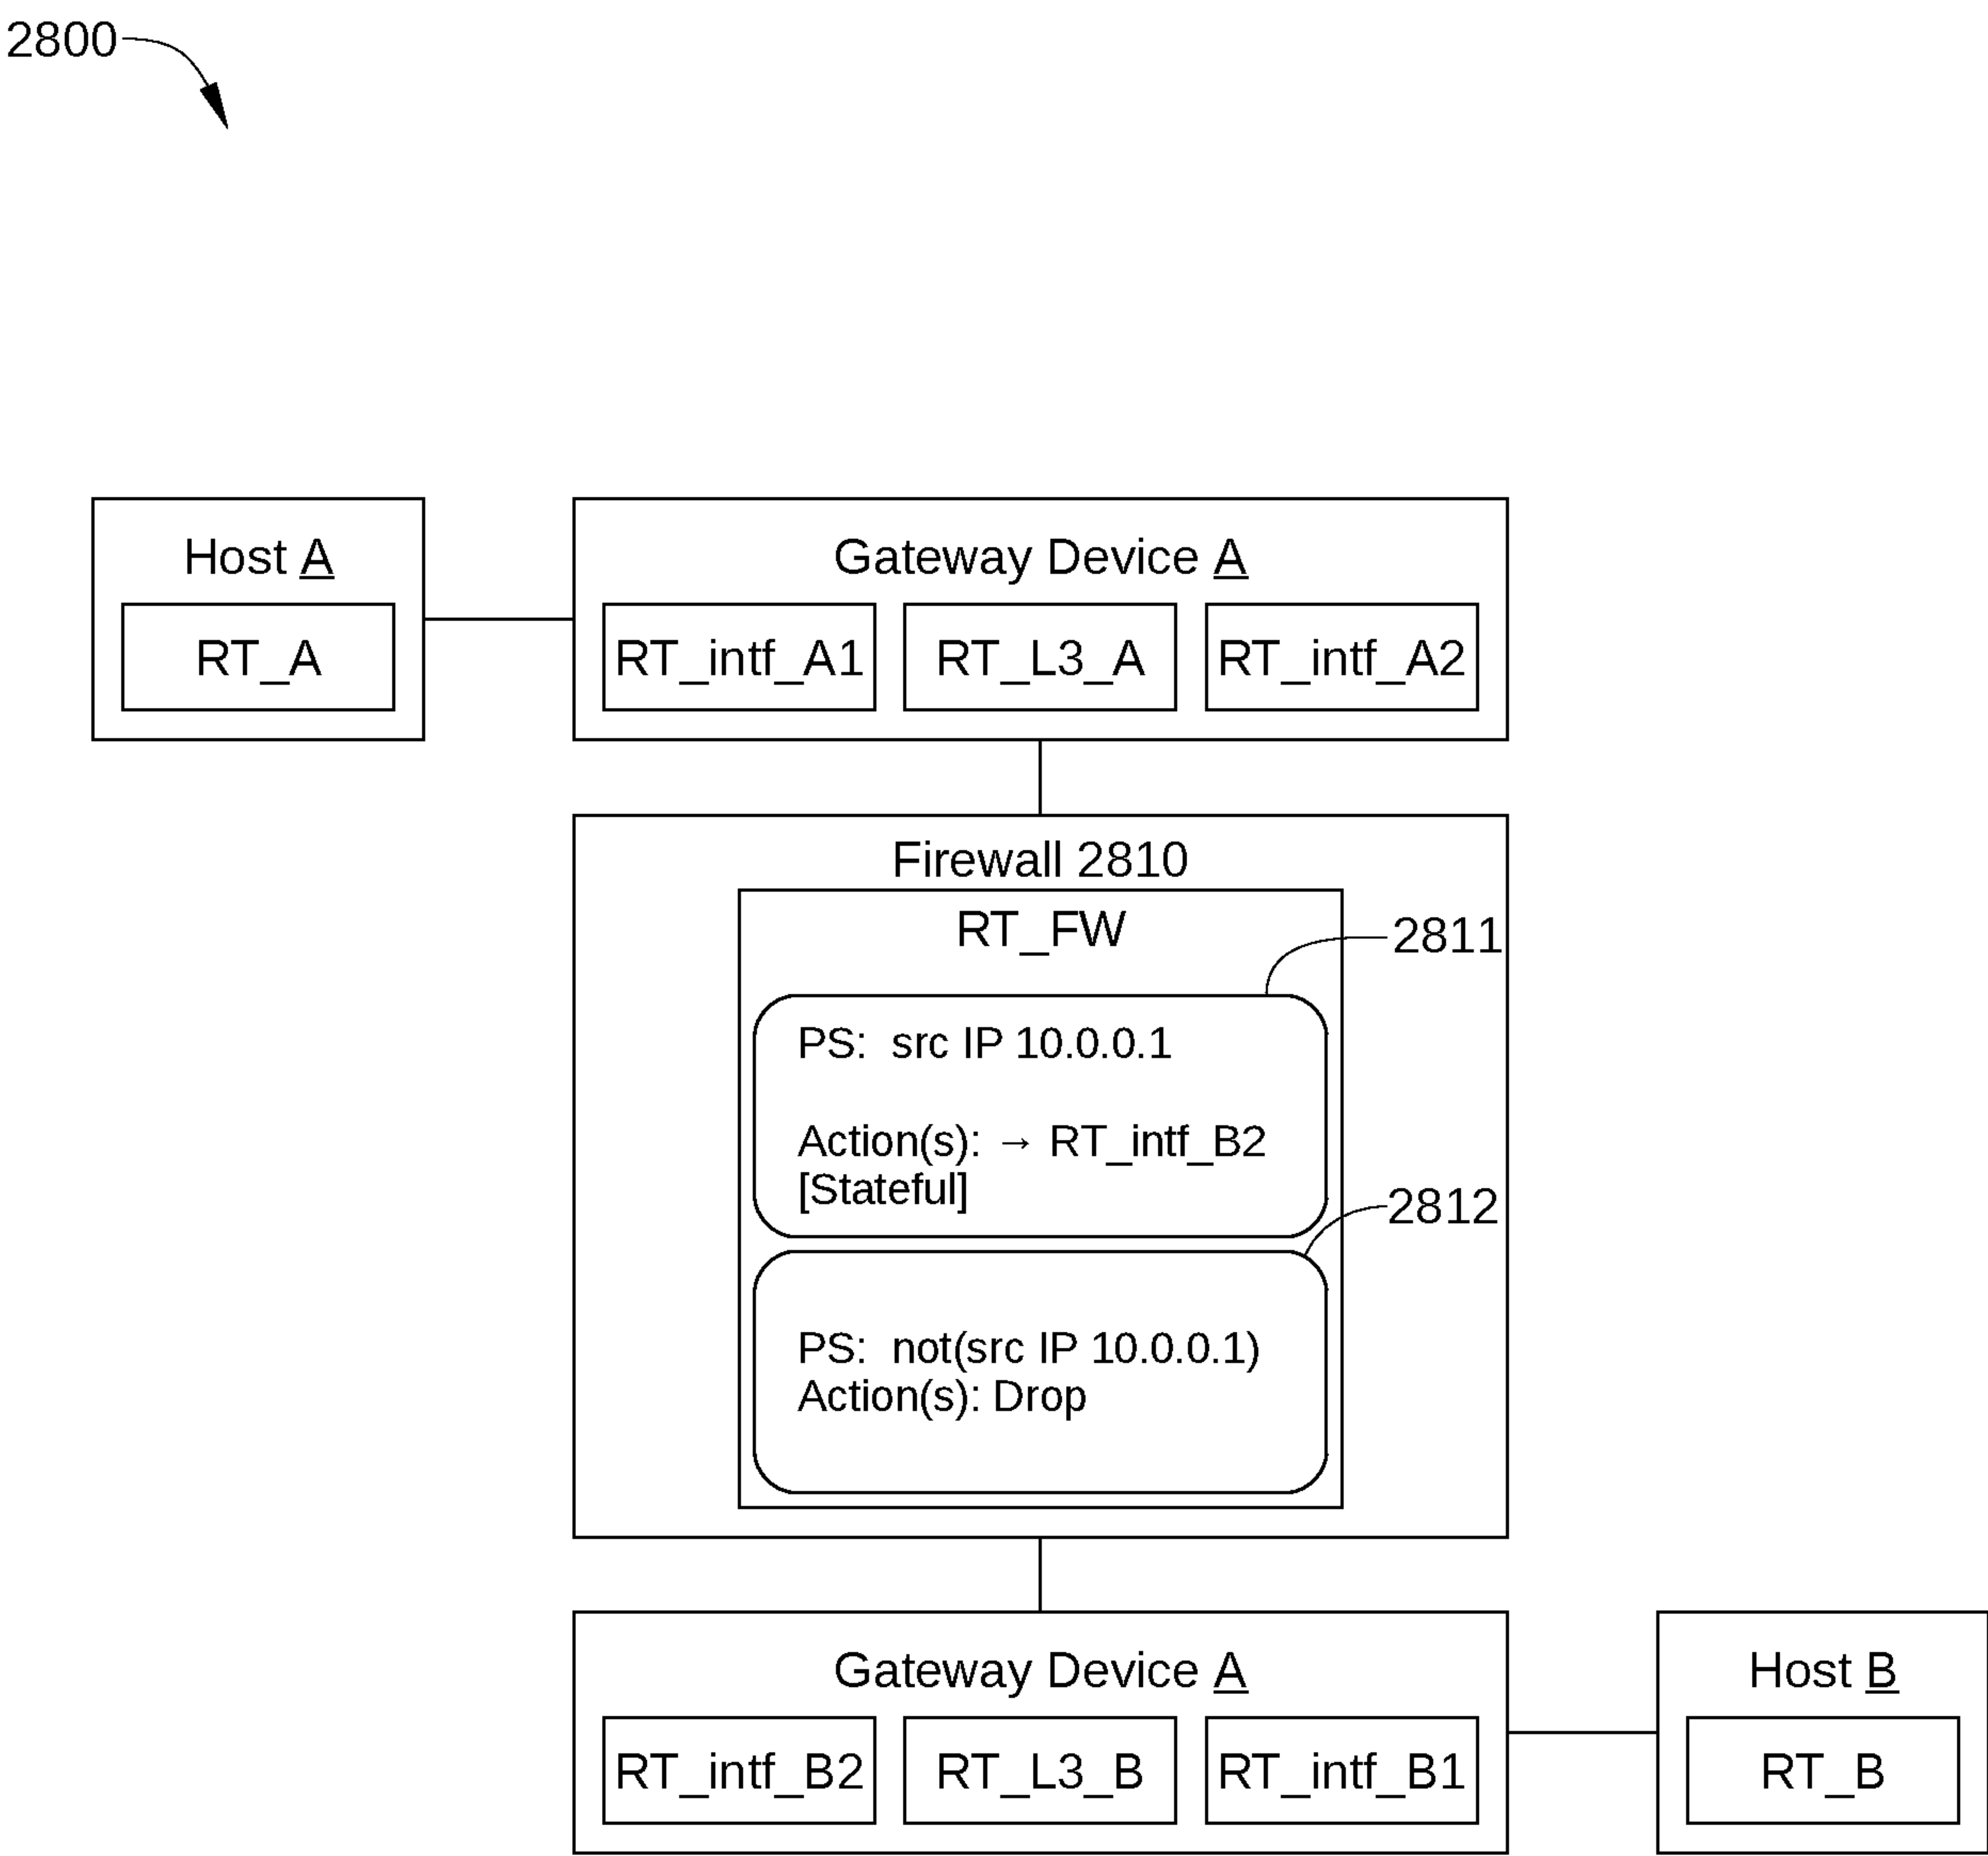 2800
Host A
RT_A
Gateway Device A
RT_intf_A1
RT_L3_A
RT_intf_A2
Firewall 2810
RT_FW
2811
PS: src IP 10.0.0.1
Action(s): → RT_intf_B2
[Stateful]
2812
PS: not(src IP 10.0.0.1)
Action(s): Drop
Gateway Device A
RT_intf_B2
RT_L3_B
RT_intf_B1
Host B
RT_B